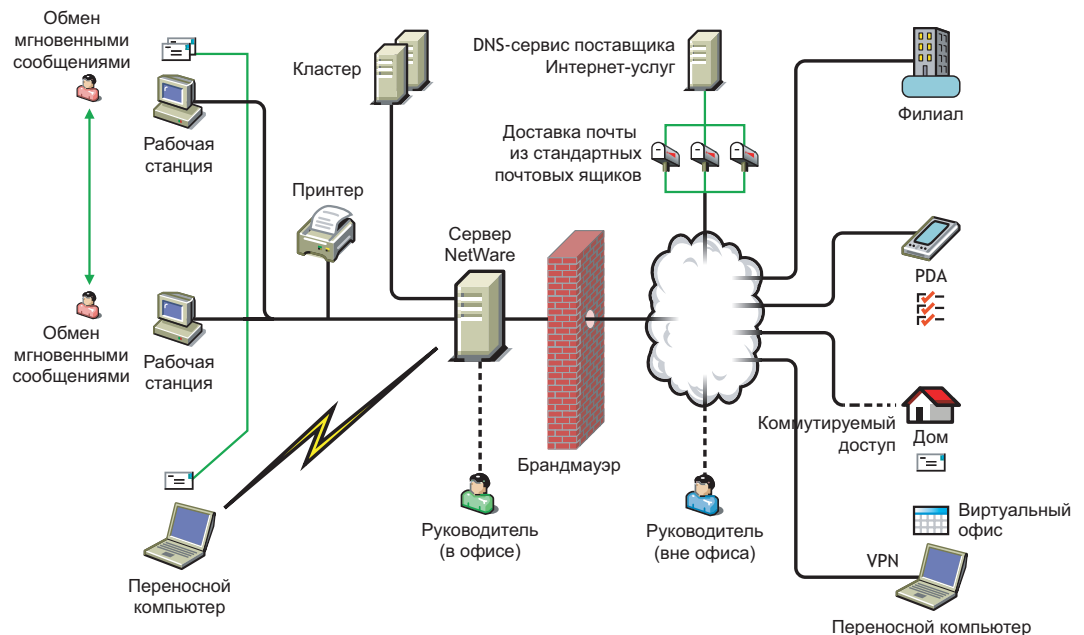 Обмен
мгновенными
сообщениями
Рабочая
станция
Кластер
DNS-сервис поставщика
Интернет-услуг
Филиал
Доставка почты
из стандартных
почтовых ящиков
Принтер
Сервер
NetWare
PDA
Обмен
мгновенными
сообщениями
Рабочая
станция
Брандмауэр
Коммутируемый
доступ
Дом
Руководитель
(в офисе)
Руководитель
(вне офиса)
Виртуальный
офис
VPN
Переносной
компьютер
Переносной компьютер